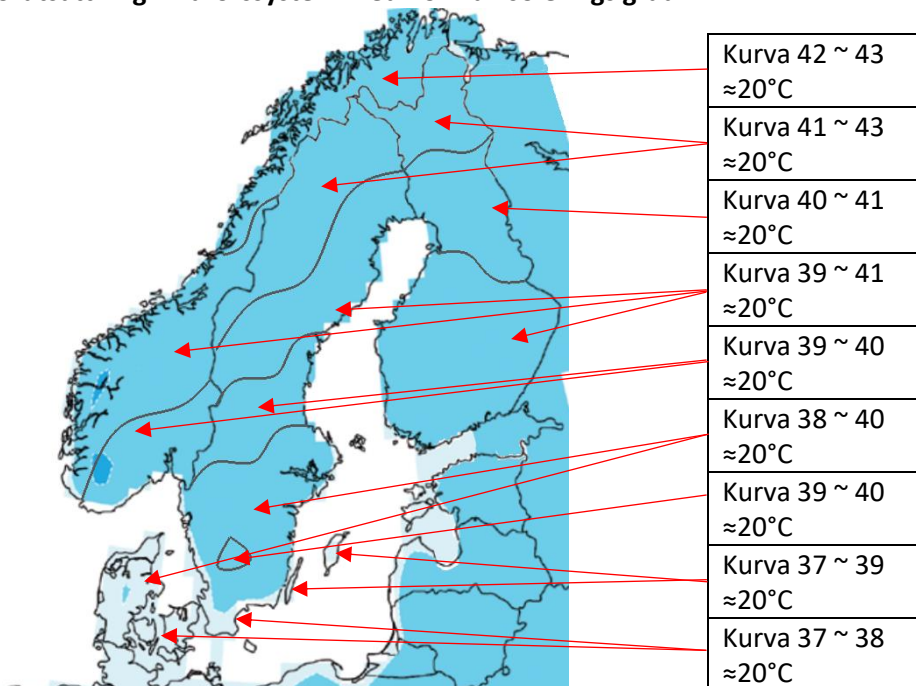 Kurva 42 ~ 43
≈20°C
Kurva 41 ~ 43
≈20°C
Kurva 40 ~ 41
≈20°C
Kurva 39 ~ 41
≈20°C
Kurva 39 ~ 40
≈20°C
Kurva 38 ~ 40
≈20°C
Kurva 39 ~ 40
≈20°C
Kurva 37 ~ 39
≈20°C
Kurva 37 ~ 38
≈20°C